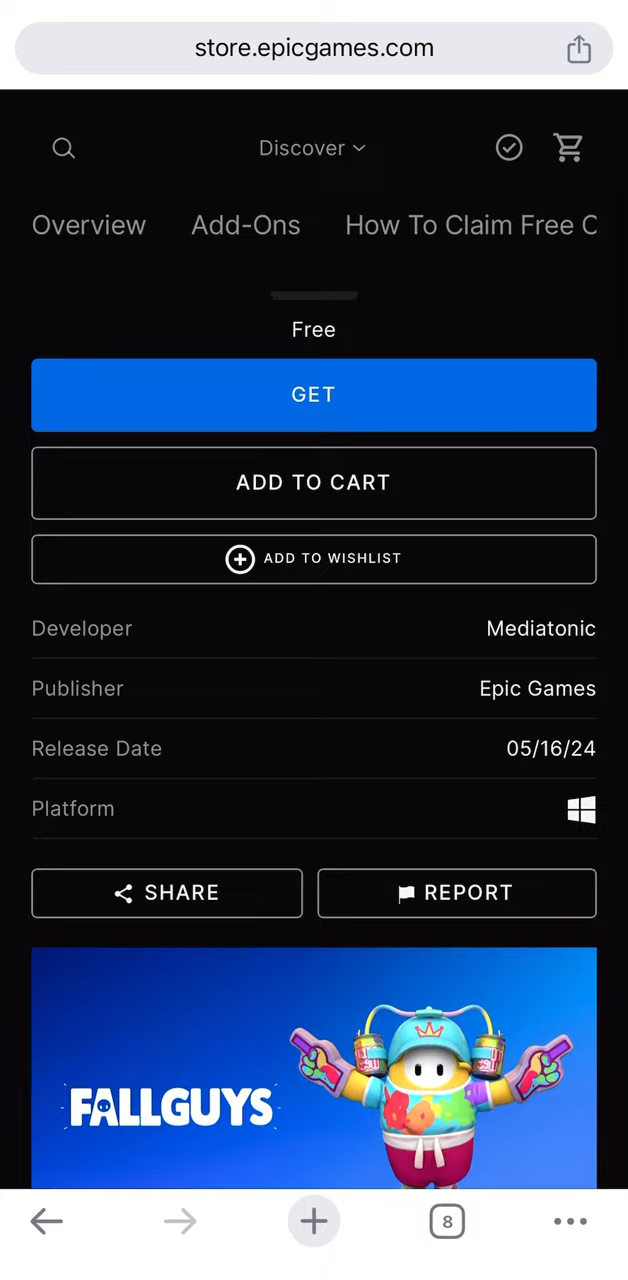 store.epicgames.com
Discover
Overview Add-Ons How To Claim Free C
Free
GET
ADD TO CART
ADD TO WISHLIST
Developer Mediatonic
Publisher Epic Games
Release Date 05/16/24
Platform
SHARE REPORT
FALLGUYS
8